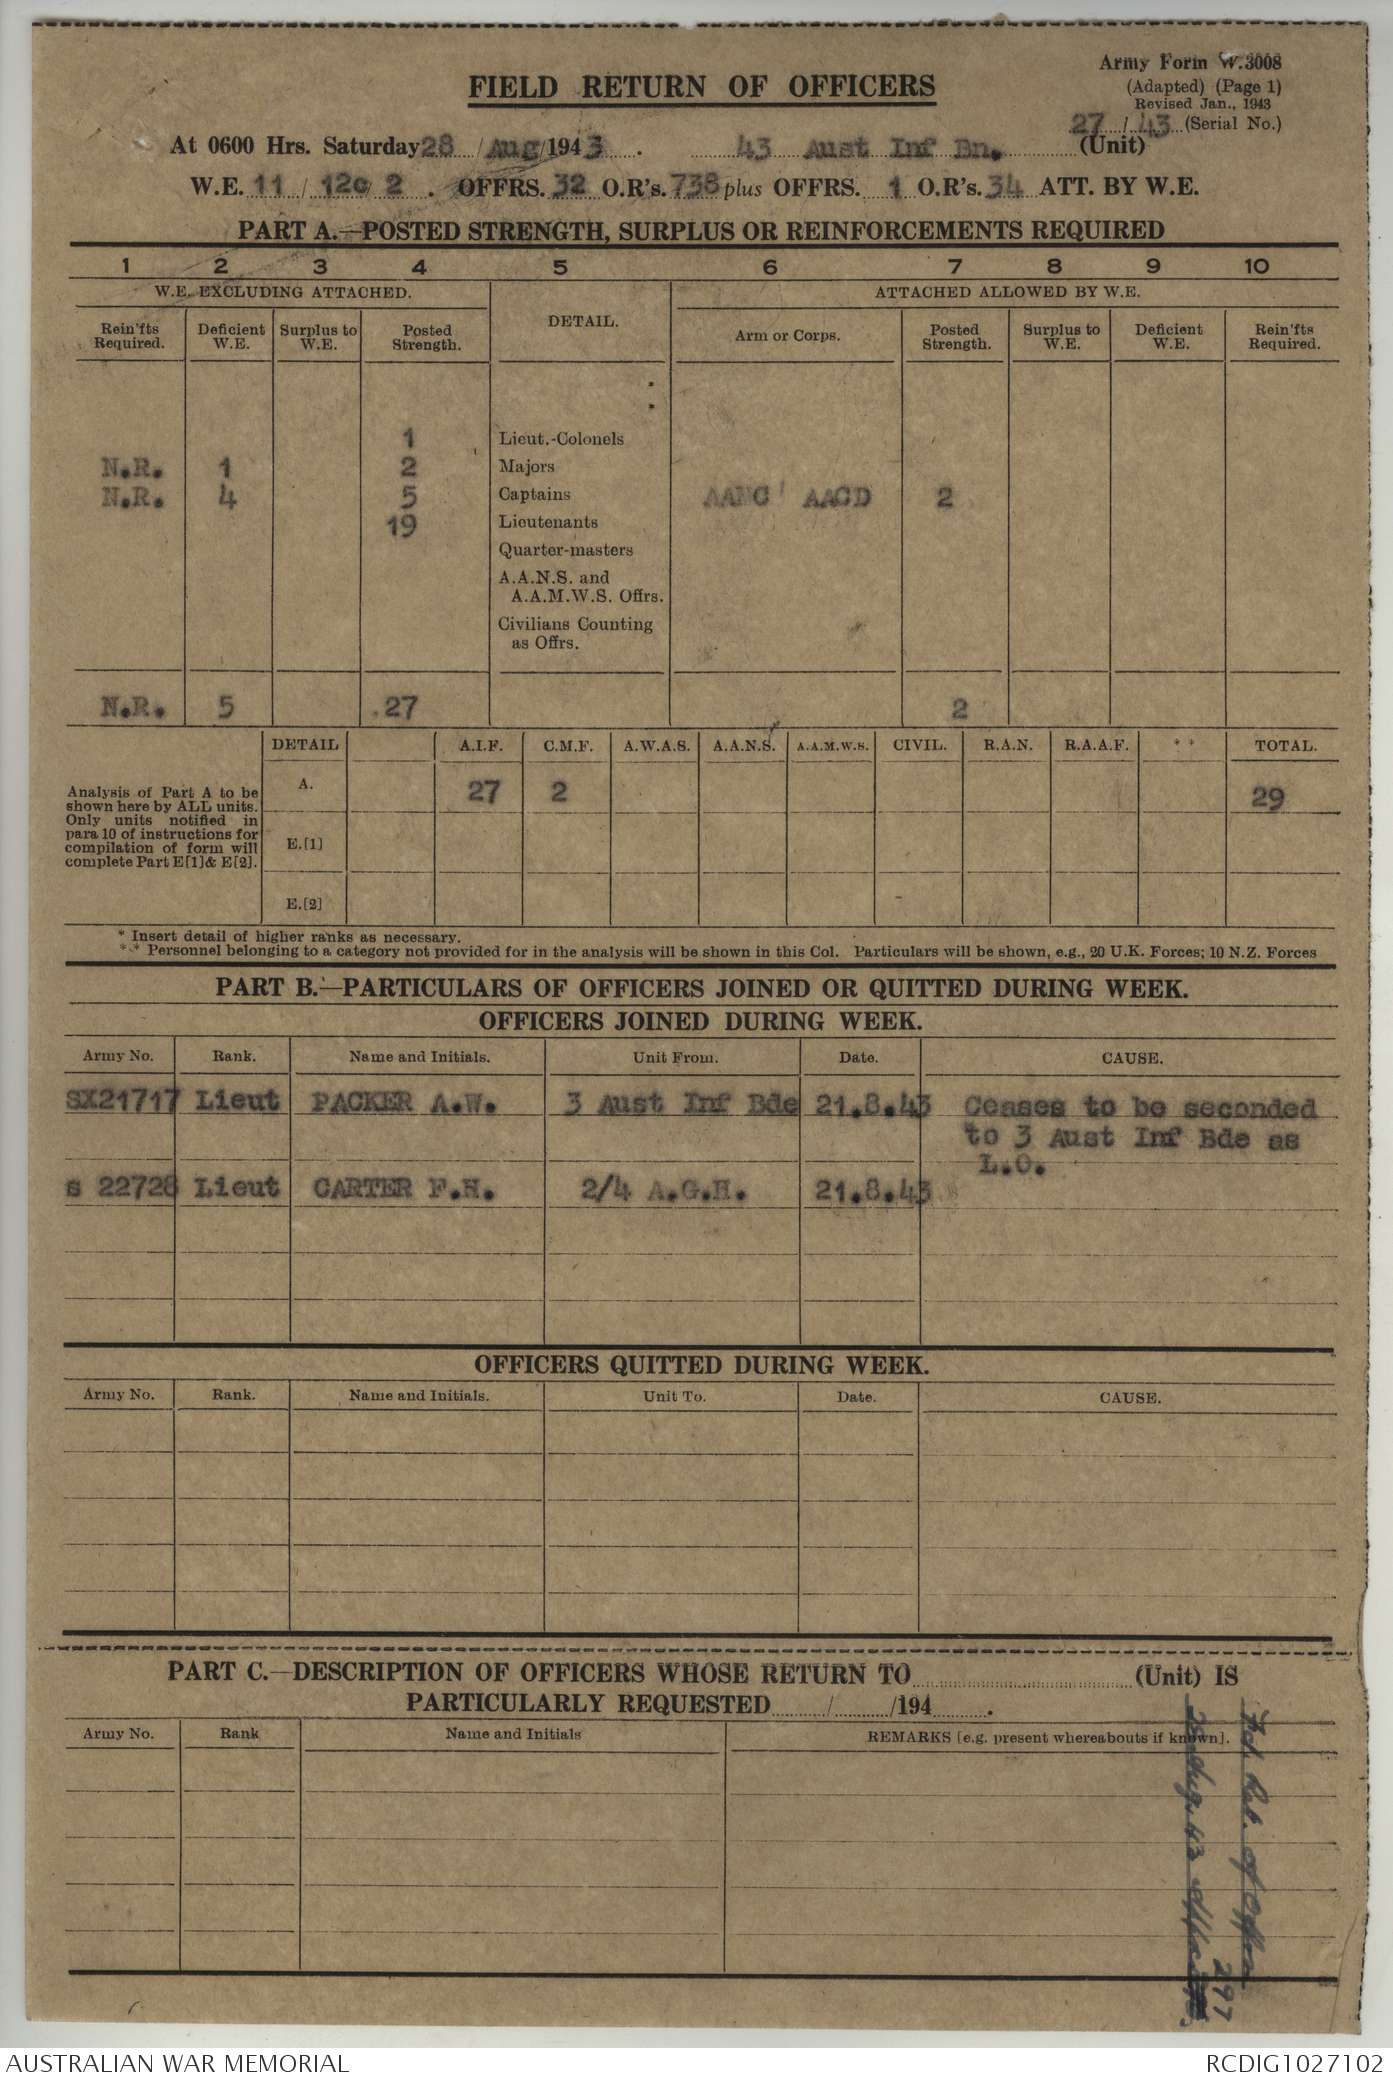 Army Form W.3008
(Adapted) (Page 1)
Revised Jan., 1943
27/43 (Serial No.)
FIELD RETURN OF OFFICERS
At 0600 Hrs. Saturday 28/Aug/1943. 43 Aust Inf Bn. (Unit)
W.E. 11/12c/2. OFFRS. 32 O.R's. 738 plus OFFRS. 1 O.R's. 34 ATT. BY W.E.
PART A.—POSTED STRENGTH, SURPLUS OR REINFORCEMENTS REQUIRED
1 2 3 4 5 6 7 8 9 10
W.E. EXCLUDING ATTACHED. DETAIL. ATTACHED ALLOWED BY W.E.
Rein'fts Required. Deficient W.E. Surplus to W.E. Posted Strength. Arm or Corps. Posted Strength. Surplus to W.E. Deficient W.E. Rein'fts Required.
*
*
1 Lieut.-Colonels
N.R. 1 2 Majors
N.R. 4 5 Captains AAMC AACD 2
19 Lieutenants
Quarter-masters
A.A.N.S. and
A.A.M.W.S. Offrs.
Civilians Counting
as Offrs.
N.R. 5 27 2
DETAIL A.I.F. C.M.F. A.W.A.S. A.A.N.S. A.A.M.W.S. CIVIL. R.A.N. R.A.A.F. * * TOTAL.
A. 27 2 29
Analysis of Part A to be
shown here by ALL units.
Only units notified in
para 10 of instructions for
compilation of form will
complete Part E[1]& E[2].
E.[1]
E.[2]
* Insert detail of higher ranks as necessary.
** Personnel belonging to a category not provided for in the analysis will be shown in this Col. Particulars will be shown, e.g., 20 U.K. Forces; 10 N.Z. Forces
PART B.—PARTICULARS OF OFFICERS JOINED OR QUITTED DURING WEEK.
OFFICERS JOINED DURING WEEK.
Army No. Rank. Name and Initials. Unit From. Date. CAUSE.
SX21717 Lieut PACKER A.W. 3 Aust Inf Bde 21.8.43 Ceases to be seconded
to 3 Aust Inf Bde as
L.O.
s 22728 Lieut CARTER F.H. 2/4 A.G.H. 21.8.43
OFFICERS QUITTED DURING WEEK.
Army No. Rank. Name and Initials. Unit To. Date. CAUSE.
PART C.—DESCRIPTION OF OFFICERS WHOSE RETURN TO (Unit) IS
PARTICULARLY REQUESTED / /194 .
Army No. Rank Name and Initials REMARKS [e.g. present whereabouts if known].
Fd. Ret. of Offrs
28 Aug. 43
297
AUSTRALIAN WAR MEMORIAL RCDIG1027102